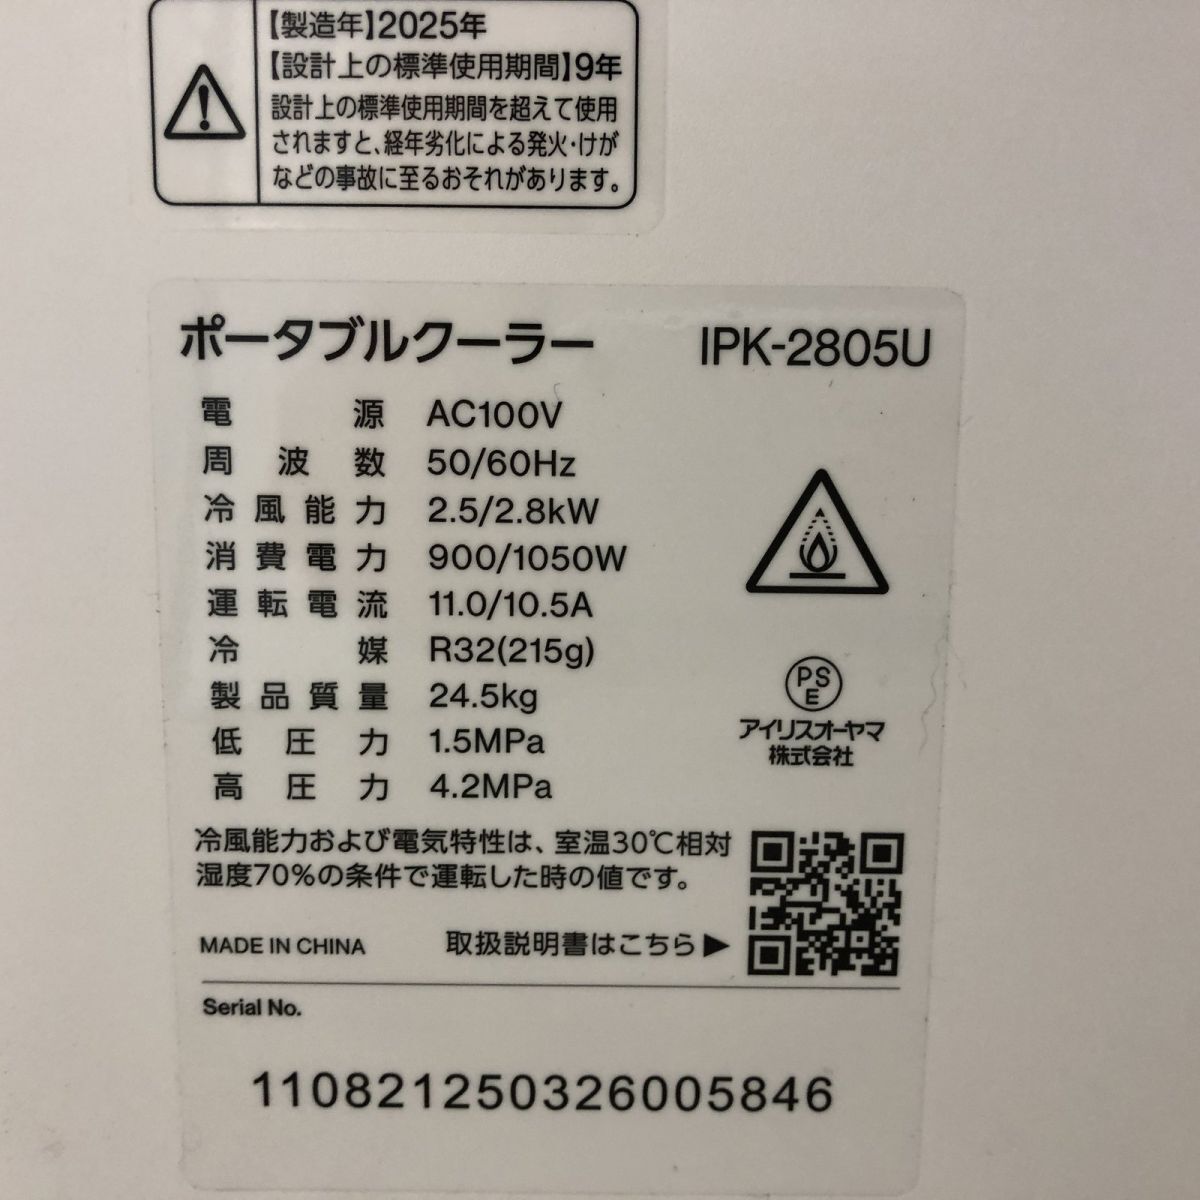 【製造年】2025年
【設計上の標準使用期間】9年
設計上の標準使用期間を超えて使用
されますと、経年劣化による発火・けが
などの事故に至るおそれがあります。
ポータブルクーラー IPK-2805U
電源 AC100V
周波数 50/60Hz
冷風能力 2.5/2.8kW
消費電力 900/1050W
運転電流 11.0/10.5A
冷媒 R32(215g)
製品質量 24.5kg
低圧力 1.5MPa
高圧力 4.2MPa
PS
E
アイリスオーヤマ
株式会社
冷風能力および電気特性は、室温30℃相対
湿度70%の条件で運転した時の値です。
MADE IN CHINA 取扱説明書はこちら▶
Serial No.
110821250326005846